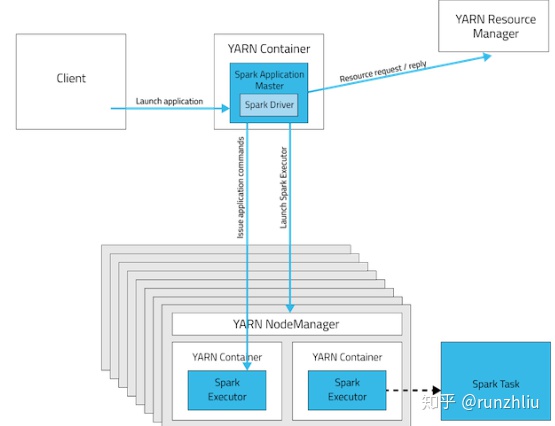 YARN Resource
Manager
YARN Container
Client
Spark Application
Master
Spark Driver
Resource request / reply
Launch application
Issue application commands
Launch Spark Executor
YARN NodeManager
YARN Container
Spark
Executor
YARN Container
Spark
Executor
Spark Task
知乎 @runzhliu